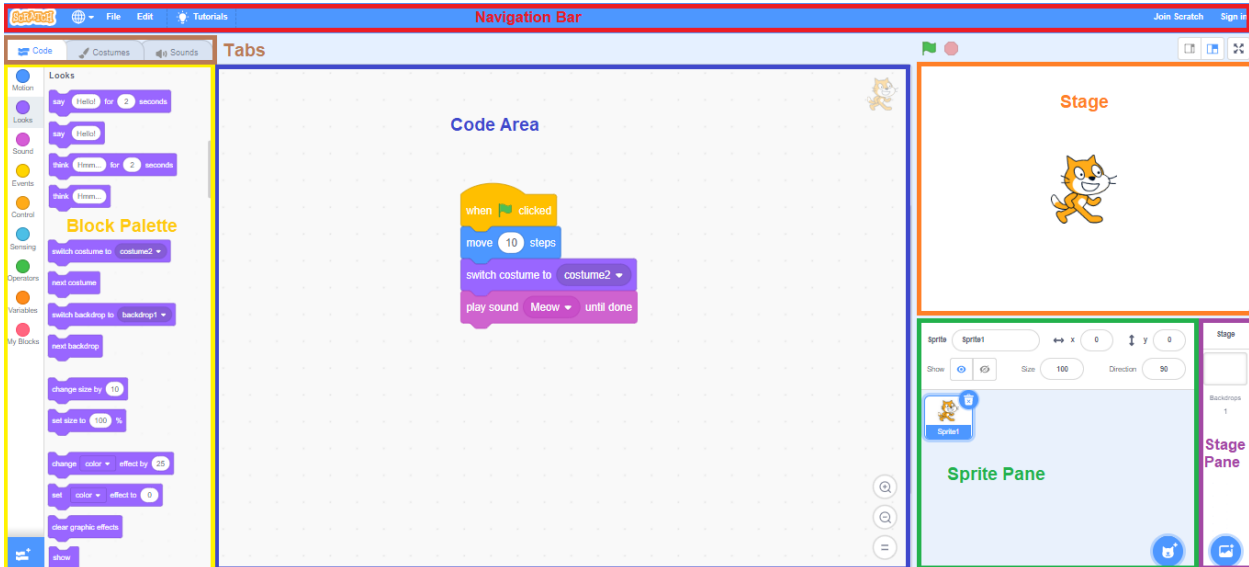 SCRATCH File Edit Tutorials Navigation Bar Join Scratch Sign in
Code Costumes Sounds Tabs
Motion
Looks
Sound
Events
Control
Sensing
Operators
Variables
My Blocks
Looks
say Hello! for 2 seconds
say Hello!
think Hmm... for 2 seconds
think Hmm...
Block Palette
switch costume to costume2
next costume
switch backdrop to backdrop1
next backdrop
change size by 10
set size to 100 %
change color effect by 25
set color effect to 0
clear graphic effects
show
Code Area
when clicked
move 10 steps
switch costume to costume2
play sound Meow until done
Stage
Sprite Sprite1 x 0 y 0
Show Size 100 Direction 90
Sprite1
Sprite Pane
Stage
Backdrops
1
Stage
Pane